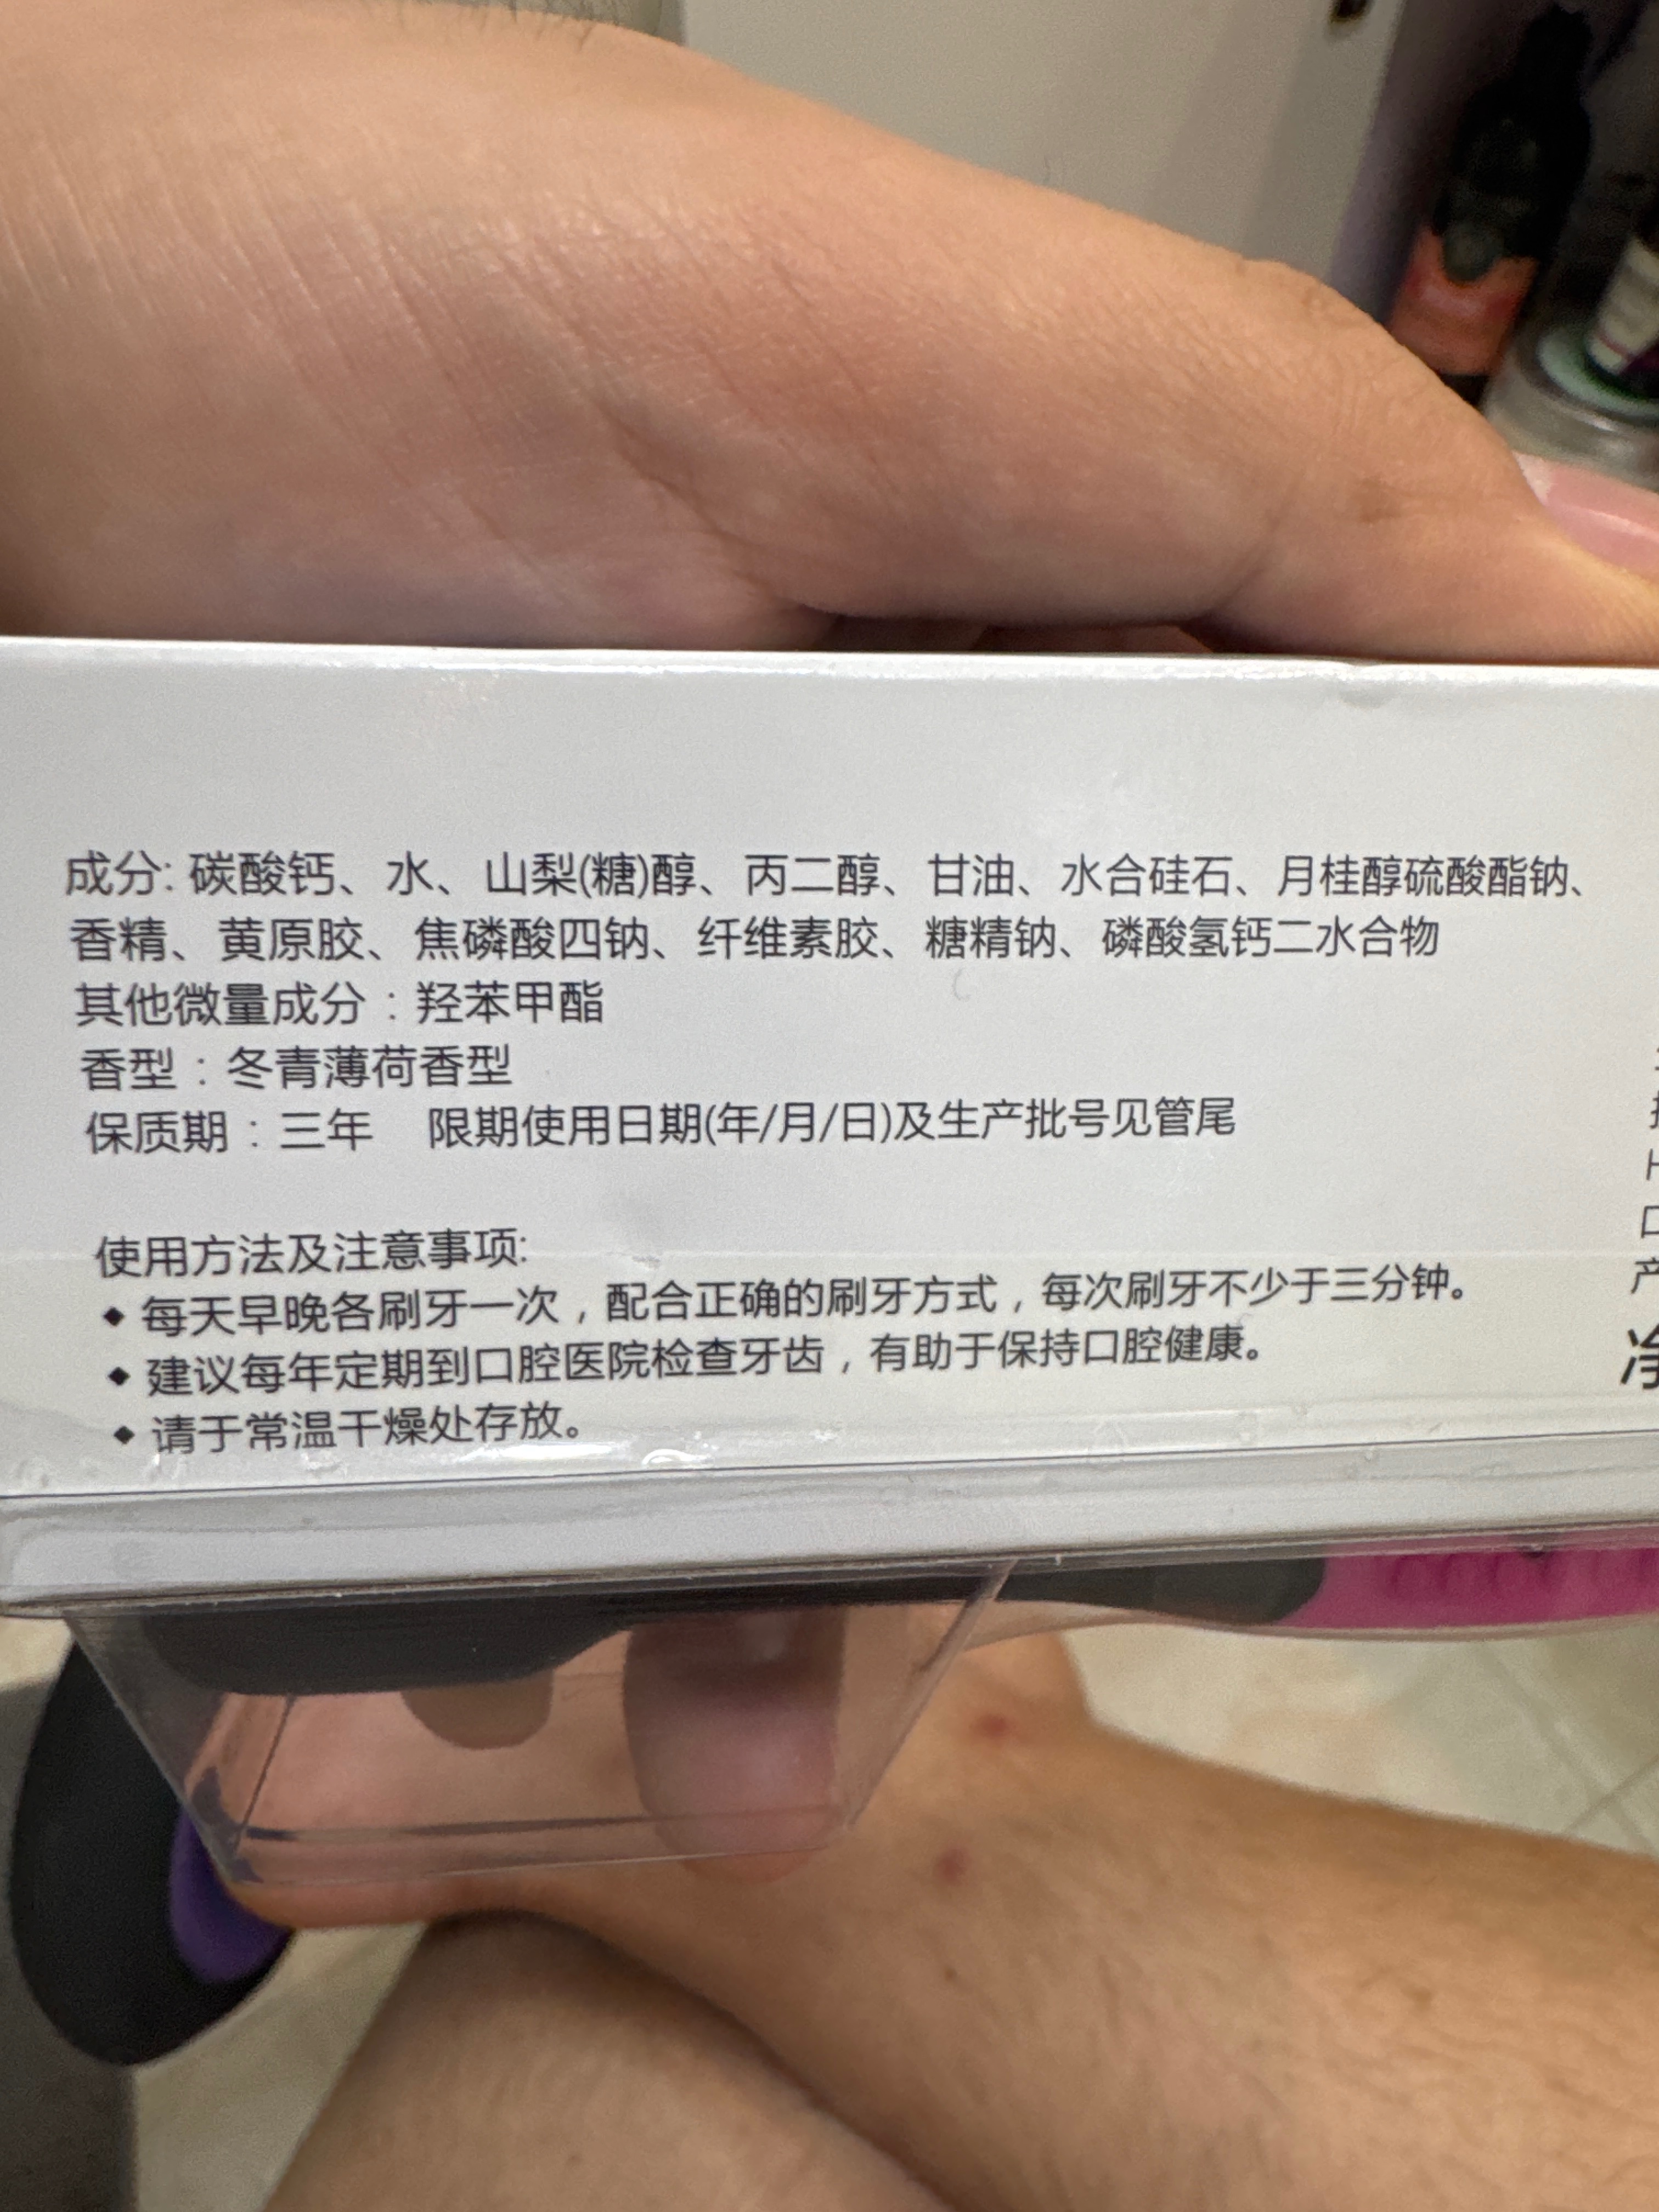 成分: 碳酸钙、水、山梨(糖)醇、丙二醇、甘油、水合硅石、月桂醇硫酸酯钠、
香精、黄原胶、焦磷酸四钠、纤维素胶、糖精钠、磷酸氢钙二水合物
其他微量成分：羟苯甲酯
香型：冬青薄荷香型
保质期：三年 限期使用日期(年/月/日)及生产批号见管尾
使用方法及注意事项:
◆ 每天早晚各刷牙一次，配合正确的刷牙方式，每次刷牙不少于三分钟。
◆ 建议每年定期到口腔医院检查牙齿，有助于保持口腔健康。
◆ 请于常温干燥处存放。
H
口
产
净